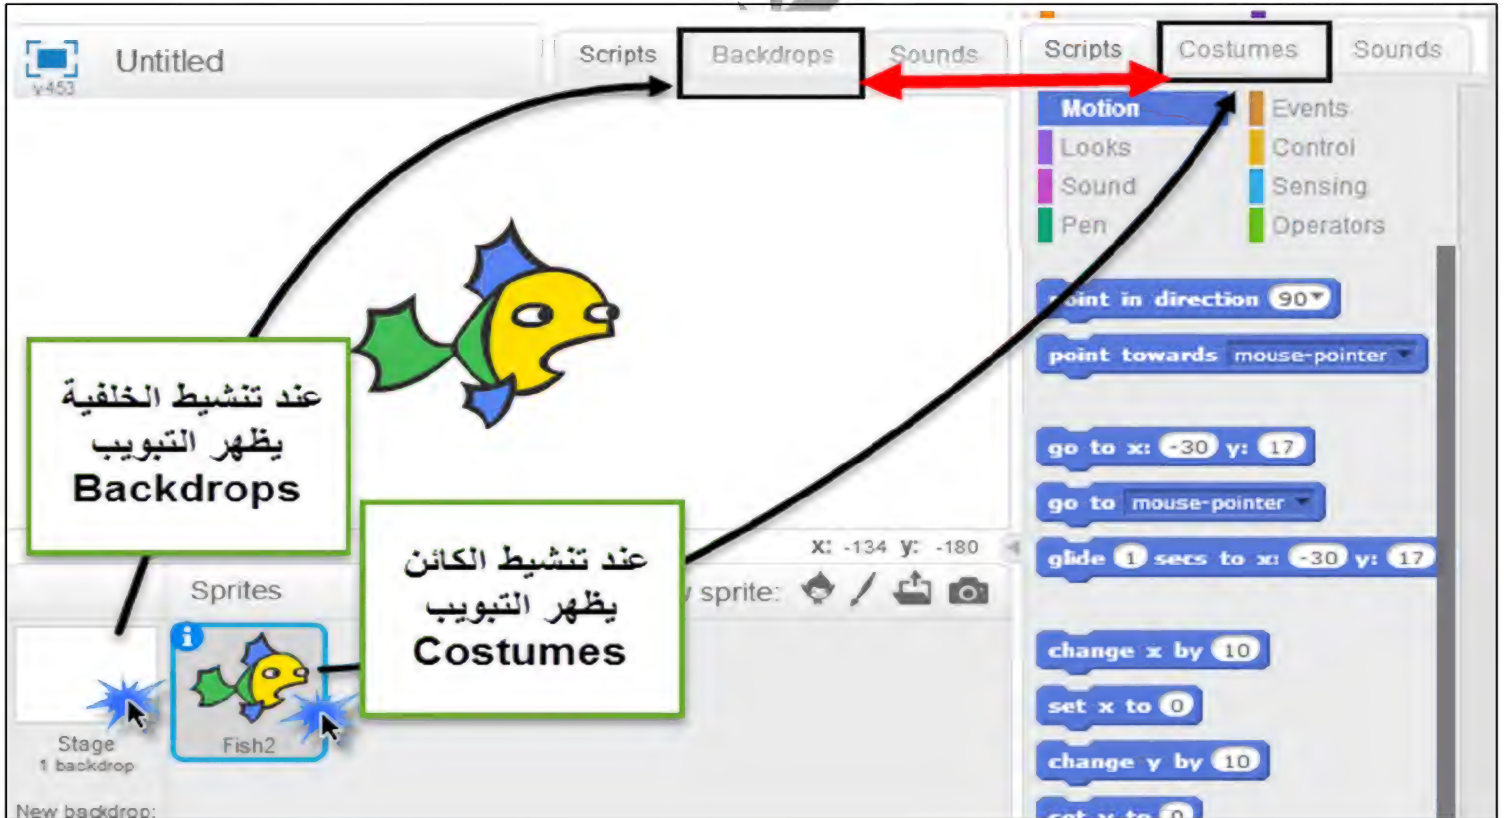 Untitled
v453
Scripts
Backdrops
Sounds
Scripts
Costumes
Sounds
Motion
Events
Looks
Control
Sound
Sensing
Pen
Operators
point in direction 90
point towards mouse-pointer
go to x: -30 y: 17
go to mouse-pointer
glide 1 secs to x: -30 y: 17
change x by 10
set x to 0
change y by 10
set y to 0
عند تنشيط الخلفية
يظهر التبويب
Backdrops
عند تنشيط الكائن
يظهر التبويب
Costumes
x: -134 y: -180
Sprites
sprite:
Stage
1 backdrop
Fish2
New backdrop: